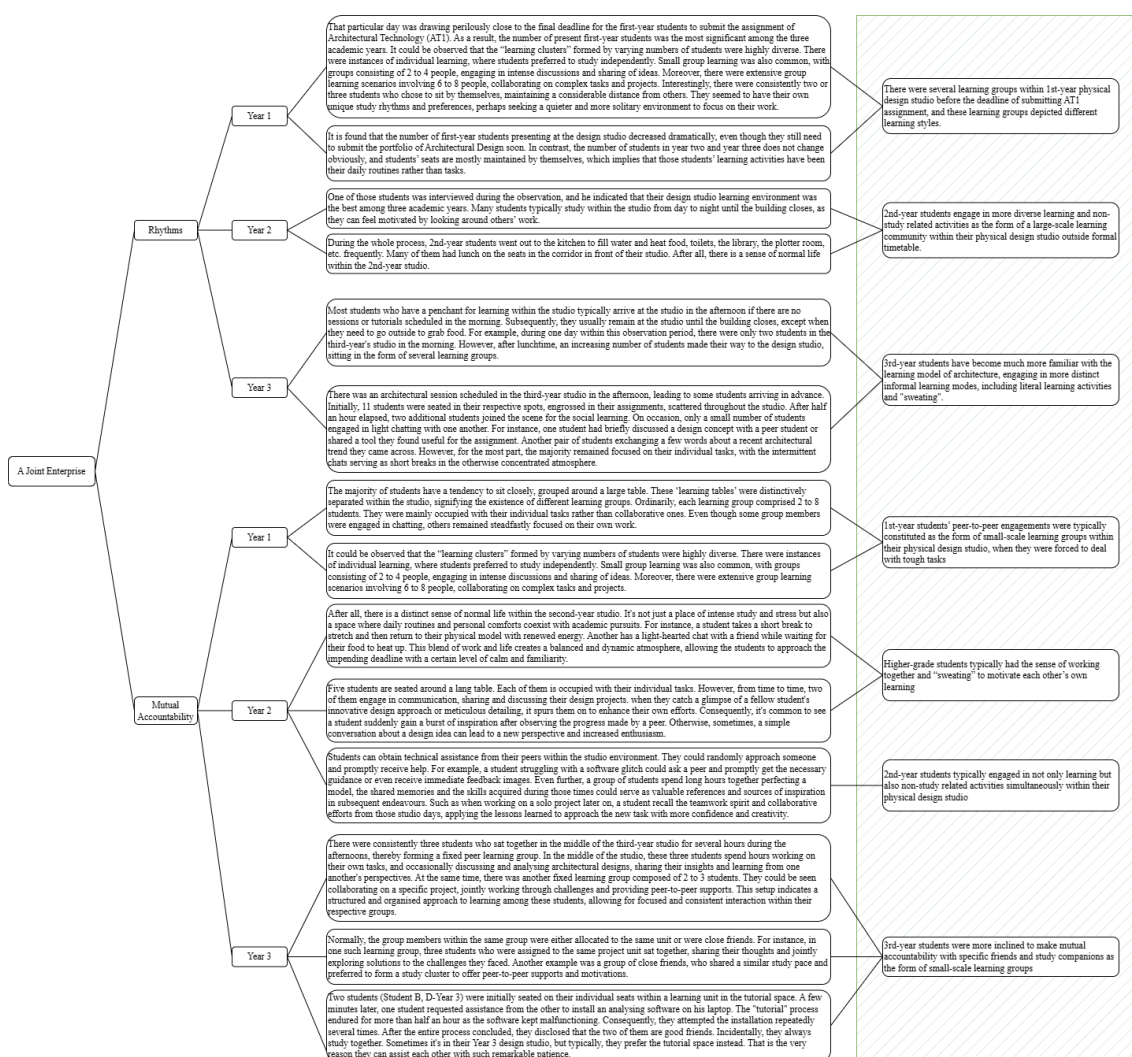 A Joint Enterprise
Rhythms
Year 1
That particular day was drawing perilously close to the final deadline for the first-year students to submit the assignment of
Architectural Technology (AT1). As a result, the number of present first-year students was the most significant among the three
academic years. It could be observed that the “learning clusters” formed by varying numbers of students were highly diverse. There
were instances of individual learning, where students preferred to study independently. Small group learning was also common, with
groups consisting of 2 to 4 people, engaging in intense discussions and sharing of ideas. Moreover, there were extensive group
learning scenarios involving 6 to 8 people, collaborating on complex tasks and projects. Interestingly, there were consistently two or
three students who chose to sit by themselves, maintaining a considerable distance from others. They seemed to have their own
unique study rhythms and preferences, perhaps seeking a quieter and more solitary environment to focus on their work.
It is found that the number of first-year students presenting at the design studio decreased dramatically, even though they still need
to submit the portfolio of Architectural Design soon. In contrast, the number of students in year two and year three does not change
obviously, and students’ seats are mostly maintained by themselves, which implies that those students’ learning activities have been
their daily routines rather than tasks.
There were several learning groups within 1st-year physical
design studio before the deadline of submitting AT1
assignment, and these learning groups depicted different
learning styles.
Year 2
One of those students was interviewed during the observation, and he indicated that their design studio learning environment was
the best among three academic years. Many students typically study within the studio from day to night until the building closes, as
they can feel motivated by looking around others’ work.
During the whole process, 2nd-year students went out to the kitchen to fill water and heat food, toilets, the library, the plotter room,
etc. frequently. Many of them had lunch on the seats in the corridor in front of their studio. After all, there is a sense of normal life
within the 2nd-year studio.
2nd-year students engage in more diverse learning and non-
study related activities as the form of a large-scale learning
community within their physical design studio outside formal
timetable.
Year 3
Most students who have a penchant for learning within the studio typically arrive at the studio in the afternoon if there are no
sessions or tutorials scheduled in the morning. Subsequently, they usually remain at the studio until the building closes, except when
they need to go outside to grab food. For example, during one day within this observation period, there were only two students in the
third-year's studio in the morning. However, after lunchtime, an increasing number of students made their way to the design studio,
sitting in the form of several learning groups.
There was an architectural session scheduled in the third-year studio in the afternoon, leading to some students arriving in advance.
Initially, 11 students were seated in their respective spots, engrossed in their assignments, scattered throughout the studio. After half
an hour elapsed, two additional students joined the scene for the social learning. On occasion, only a small number of students
engaged in light chatting with one another. For instance, one student had briefly discussed a design concept with a peer student or
shared a tool they found useful for the assignment. Another pair of students exchanging a few words about a recent architectural
trend they came across. However, for the most part, the majority remained focused on their individual tasks, with the intermittent
chats serving as short breaks in the otherwise concentrated atmosphere.
3rd-year students have become much more familiar with the
learning model of architecture, engaging in more distinct
informal learning modes, including literal learning activities
and "sweating".
Mutual
Accountability
Year 1
The majority of students have a tendency to sit closely, grouped around a large table. These ‘learning tables’ were distinctively
separated within the studio, signifying the existence of different learning groups. Ordinarily, each learning group comprised 2 to 8
students. They were mainly occupied with their individual tasks rather than collaborative ones. Even though some group members
were engaged in chatting, others remained steadfastly focused on their own work.
It could be observed that the “learning clusters” formed by varying numbers of students were highly diverse. There were instances
of individual learning, where students preferred to study independently. Small group learning was also common, with groups
consisting of 2 to 4 people, engaging in intense discussions and sharing of ideas. Moreover, there were extensive group learning
scenarios involving 6 to 8 people, collaborating on complex tasks and projects.
1st-year students’ peer-to-peer engagements were typically
constituted as the form of small-scale learning groups within
their physical design studio, when they were forced to deal
with tough tasks
Year 2
After all, there is a distinct sense of normal life within the second-year studio. It's not just a place of intense study and stress but also
a space where daily routines and personal comforts coexist with academic pursuits. For instance, a student takes a short break to
stretch and then return to their physical model with renewed energy. Another has a light-hearted chat with a friend while waiting for
their food to heat up. This blend of work and life creates a balanced and dynamic atmosphere, allowing the students to approach the
impending deadline with a certain level of calm and familiarity.
Five students are seated around a lang table. Each of them is occupied with their individual tasks. However, from time to time, two
of them engage in communication, sharing and discussing their design projects. when they catch a glimpse of a fellow student's
innovative design approach or meticulous detailing, it spurs them on to enhance their own efforts. Consequently, it's common to see
a student suddenly gain a burst of inspiration after observing the progress made by a peer. Otherwise, sometimes, a simple
conversation about a design idea can lead to a new perspective and increased enthusiasm.
Higher-grade students typically had the sense of working
together and “sweating” to motivate each other’s own
learning
Students can obtain technical assistance from their peers within the studio environment. They could randomly approach someone
and promptly receive help. For example, a student struggling with a software glitch could ask a peer and promptly get the necessary
guidance or even receive immediate feedback images. Even further, a group of students spend long hours together perfecting a
model, the shared memories and the skills acquired during those times could serve as valuable references and sources of inspiration
in subsequent endeavours. Such as when working on a solo project later on, a student recall the teamwork spirit and collaborative
efforts from those studio days, applying the lessons learned to approach the new task with more confidence and creativity.
2nd-year students typically engaged in not only learning but
also non-study related activities simultaneously within their
physical design studio
Year 3
There were consistently three students who sat together in the middle of the third-year studio for several hours during the
afternoons, thereby forming a fixed peer learning group. In the middle of the studio, these three students spend hours working on
their own tasks, and occasionally discussing and analysing architectural designs, sharing their insights and learning from one
another's perspectives. At the same time, there was another fixed learning group composed of 2 to 3 students. They could be seen
collaborating on a specific project, jointly working through challenges and providing peer-to-peer supports. This setup indicates a
structured and organised approach to learning among these students, allowing for focused and consistent interaction within their
respective groups.
Normally, the group members within the same group were either allocated to the same unit or were close friends. For instance, in
one such learning group, three students who were assigned to the same project unit sat together, sharing their thoughts and jointly
exploring solutions to the challenges they faced. Another example was a group of close friends, who shared a similar study pace and
preferred to form a study cluster to offer peer-to-peer supports and motivations.
Two students (Student B, D-Year 3) were initially seated on their individual seats within a learning unit in the tutorial space. A few
minutes later, one student requested assistance from the other to install an analysing software on his laptop. The "tutorial" process
endured for more than half an hour as the software kept malfunctioning. Consequently, they attempted the installation repeatedly
several times. After the entire process concluded, they disclosed that the two of them are good friends. Incidentally, they always
study together. Sometimes it's in their Year 3 design studio, but typically, they prefer the tutorial space instead. That is the very
reason they can assist each other with such remarkable patience.
3rd-year students were more inclined to make mutual
accountability with specific friends and study companions as
the form of small-scale learning groups